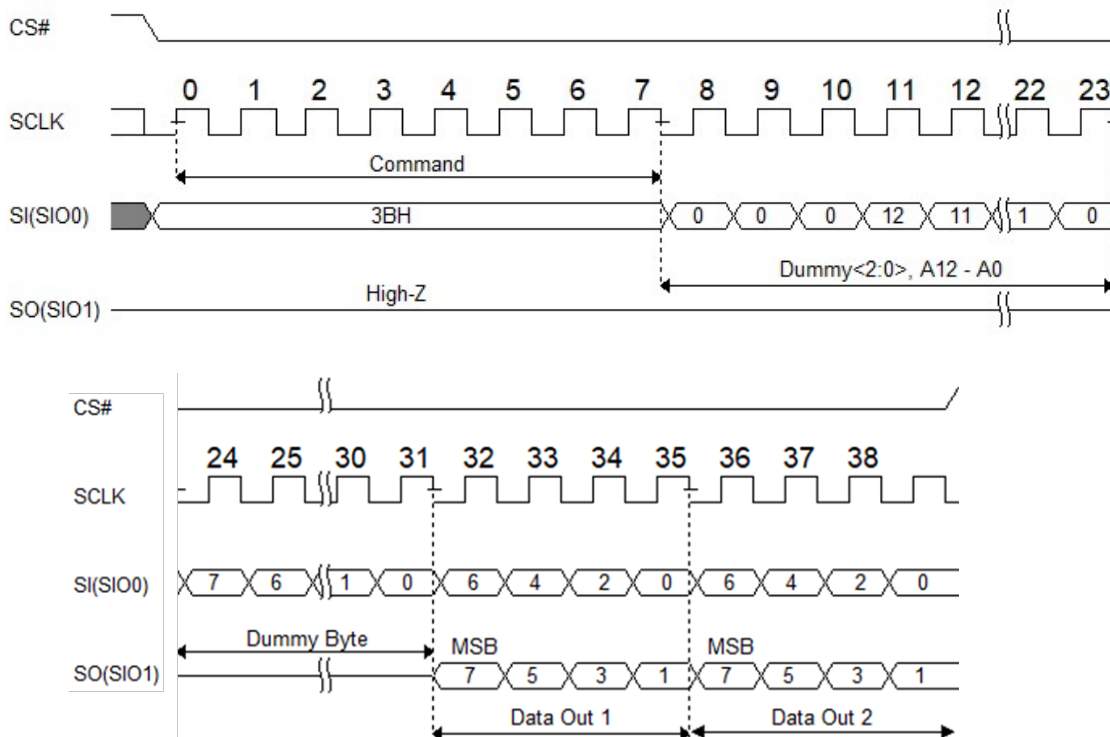 CS#
0 1 2 3 4 5 6 7 8 9 10 11 12 22 23
SCLK
Command
SI(SIO0) 3BH 0 0 0 12 11 1 0
Dummy<2:0>, A12 - A0
High-Z
SO(SIO1)
CS#
24 25 30 31 32 33 34 35 36 37 38
SCLK
SI(SIO0) 7 6 1 0 6 4 2 0 6 4 2 0
Dummy Byte MSB MSB
SO(SIO1) 7 5 3 1 7 5 3 1
Data Out 1 Data Out 2